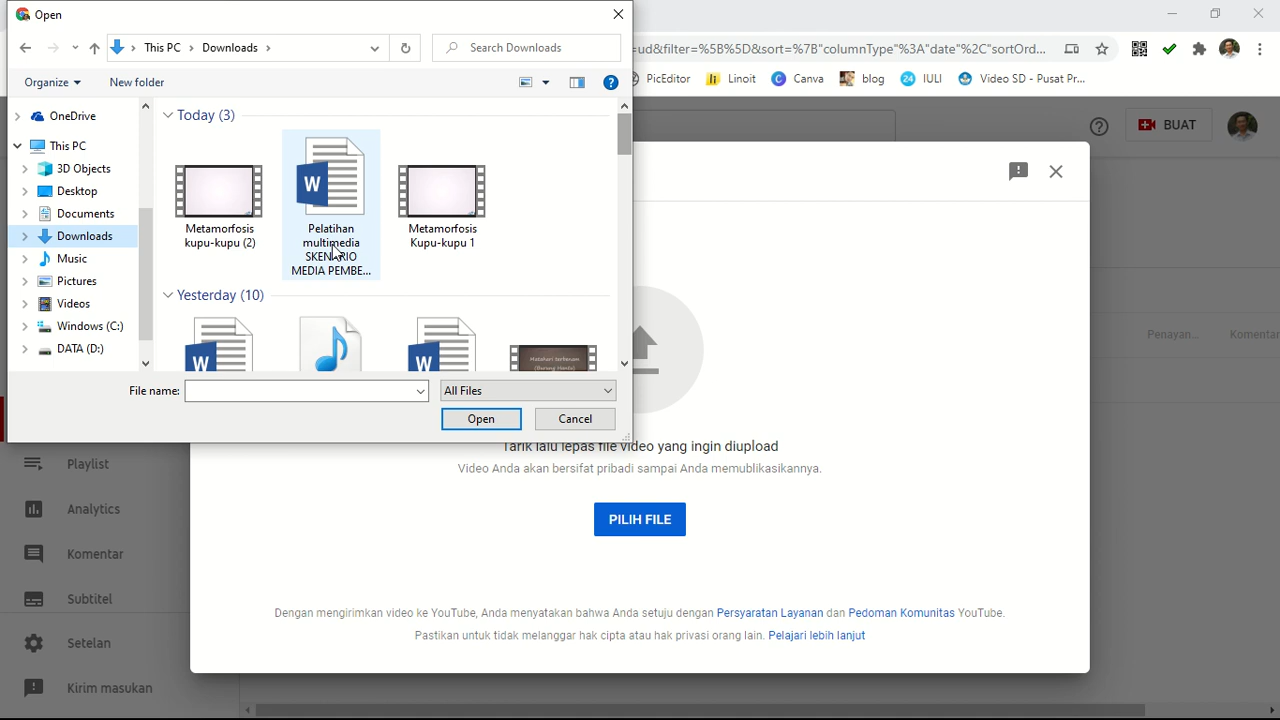 Open
This PC
Downloads
Search Downloads
ud&filter=%5B%5D&sort=%7B"columnType"%3A"date"%2C"sortOrd...
Organize
New folder
PicEditor
Linoit
Canva
blog
IULI
Video SD - Pusat Pr...
OneDrive
This PC
3D Objects
Desktop
Documents
Downloads
Music
Pictures
Videos
Windows (C:)
DATA (D:)
Today (3)
Metamorfosis
kupu-kupu (2)
Pelatihan
multimedia
SKENARIO
MEDIA PEMBE...
Metamorfosis
Kupu-kupu 1
Yesterday (10)
Matahari terbenam
File name:
All Files
Open
Cancel
BUAT
Penayan...
Komentar
Tarik lalu lepas file video yang ingin diupload
Video Anda akan bersifat pribadi sampai Anda memublikasikannya.
PILIH FILE
Dengan mengirimkan video ke YouTube, Anda menyatakan bahwa Anda setuju dengan Persyaratan Layanan dan Pedoman Komunitas YouTube.
Pastikan untuk tidak melanggar hak cipta atau hak privasi orang lain. Pelajari lebih lanjut
Playlist
Analytics
Komentar
Subtitel
Setelan
Kirim masukan